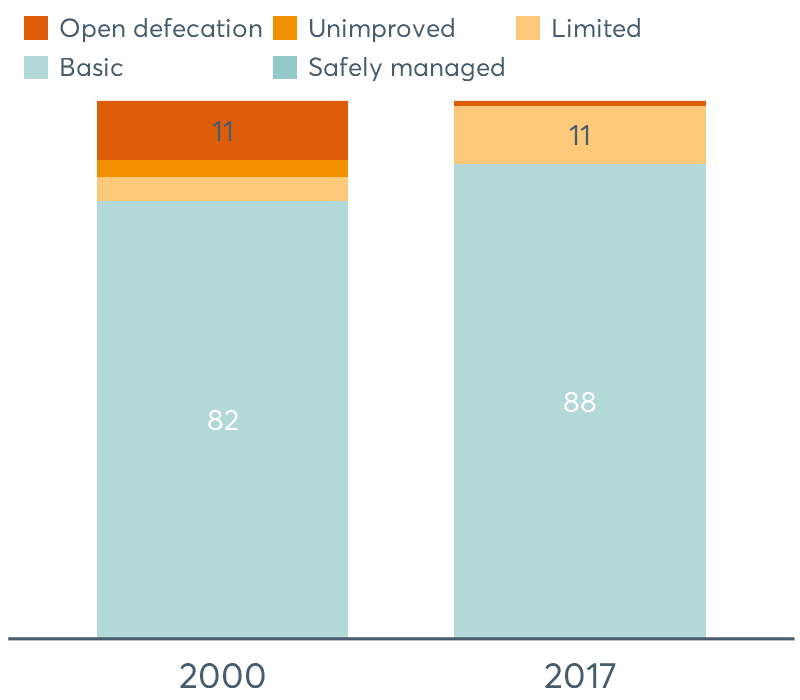 Open defecation Unimproved Limited
Basic Safely managed
11 11
82 88
2000 2017